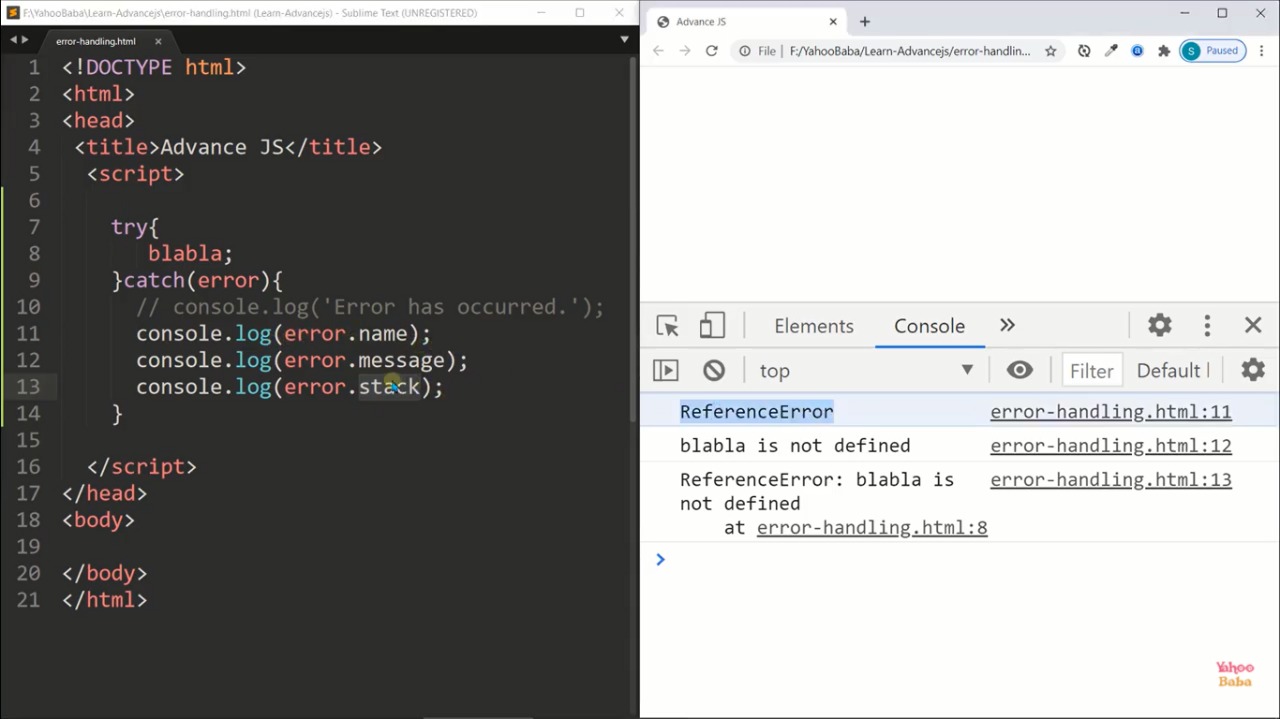 F:\YahooBaba\Learn-Advancejs\error-handling.html (Learn-Advancejs) - Sublime Text (UNREGISTERED)
error-handling.html
1 <!DOCTYPE html>
2 <html>
3 <head>
4 <title>Advance JS</title>
5 <script>
6
7 try{
8 blabla;
9 }catch(error){
10 // console.log('Error has occurred.');
11 console.log(error.name);
12 console.log(error.message);
13 console.log(error.stack);
14 }
15
16 </script>
17 </head>
18 <body>
19
20 </body>
21 </html>
Advance JS
File | F:/YahooBaba/Learn-Advancejs/error-handlin...
S Paused
Elements Console »
top Filter Default l
ReferenceError error-handling.html:11
blabla is not defined error-handling.html:12
ReferenceError: blabla is error-handling.html:13
not defined
at error-handling.html:8
Yahoo
Baba